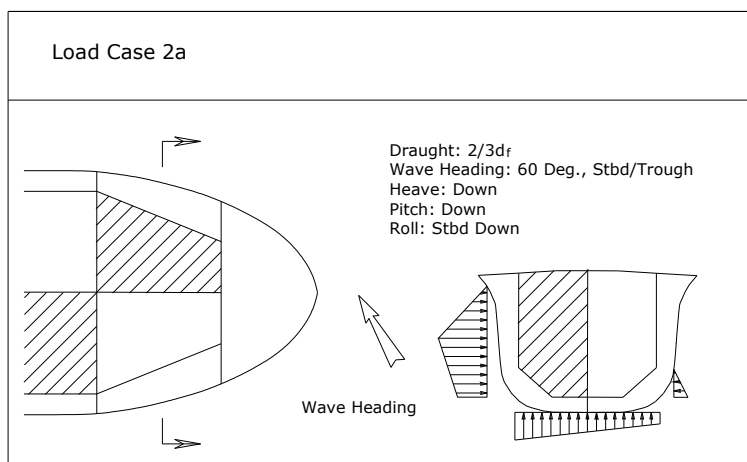 Load Case 2a
Draught: 2/3df
Wave Heading: 60 Deg., Stbd/Trough
Heave: Down
Pitch: Down
Roll: Stbd Down
Wave Heading